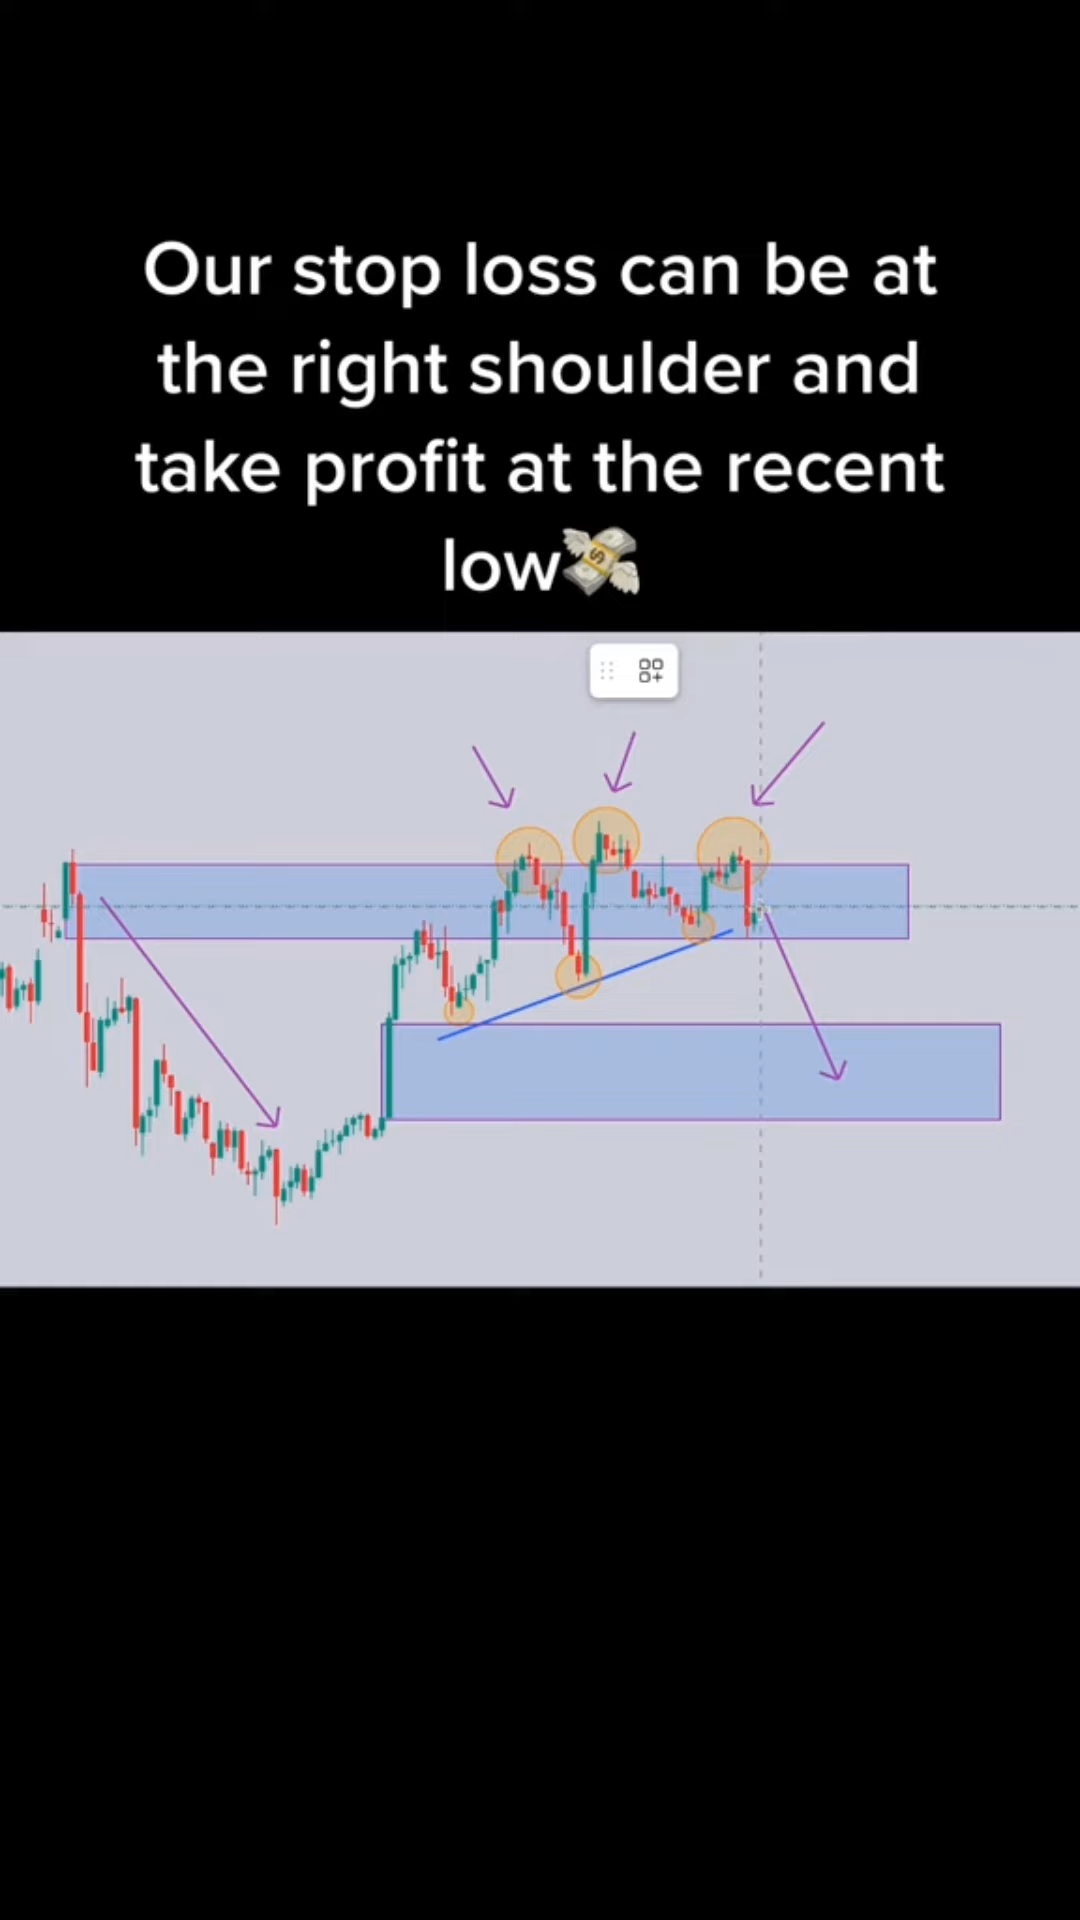 Our stop loss can be at
the right shoulder and
take profit at the recent
low💸